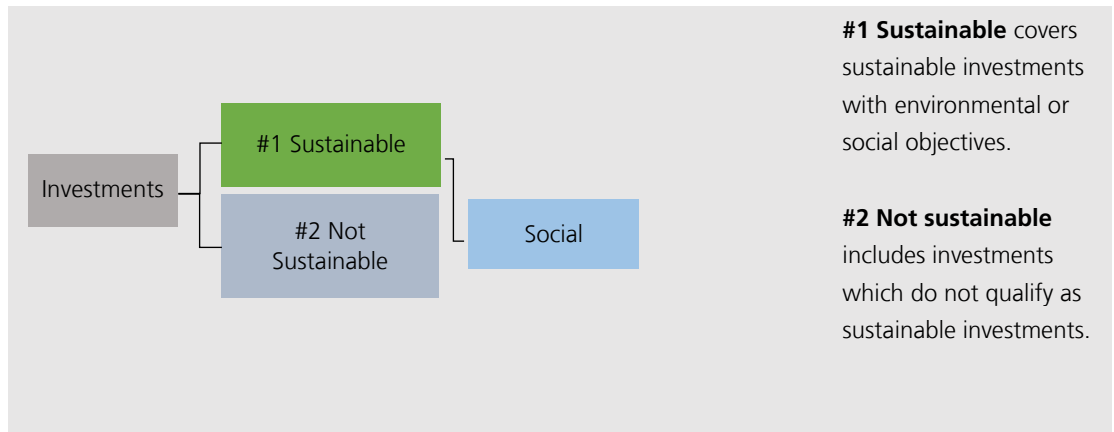 Investments
#1 Sustainable
#2 Not
Sustainable
Social
#1 Sustainable covers
sustainable investments
with environmental or
social objectives.
#2 Not sustainable
includes investments
which do not qualify as
sustainable investments.